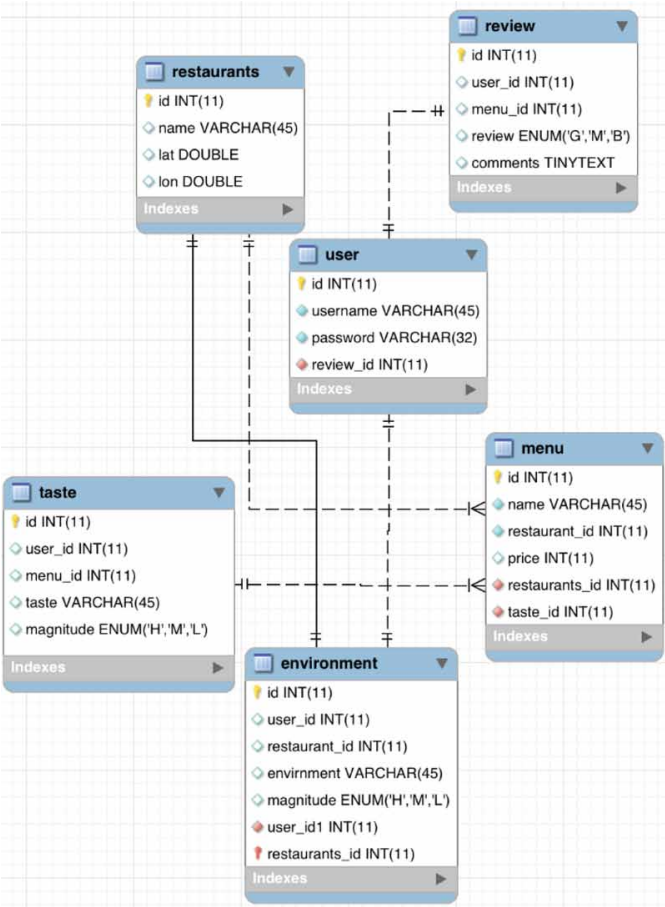 review
id INT(11)
user_id INT(11)
menu_id INT(11)
review ENUM('G','M','B')
comments TINYTEXT
Indexes
restaurants
id INT(11)
name VARCHAR(45)
lat DOUBLE
lon DOUBLE
Indexes
user
id INT(11)
username VARCHAR(45)
password VARCHAR(32)
review_id INT(11)
Indexes
menu
id INT(11)
name VARCHAR(45)
restaurant_id INT(11)
price INT(11)
restaurants_id INT(11)
taste_id INT(11)
Indexes
taste
id INT(11)
user_id INT(11)
menu_id INT(11)
taste VARCHAR(45)
magnitude ENUM('H','M','L')
Indexes
environment
id INT(11)
user_id INT(11)
restaurant_id INT(11)
envirnment VARCHAR(45)
magnitude ENUM('H','M','L')
user_id1 INT(11)
restaurants_id INT(11)
Indexes